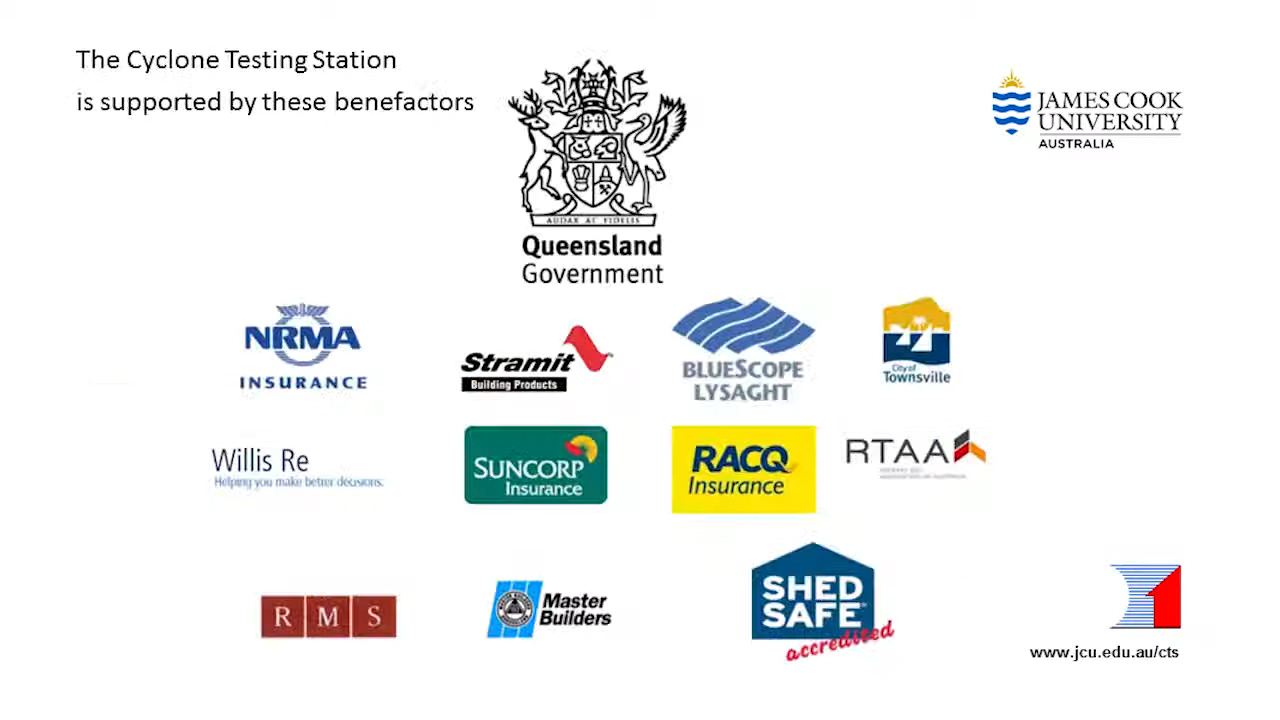 The Cyclone Testing Station
is supported by these benefactors
JAMES COOK
UNIVERSITY
AUSTRALIA
AUDAX AT FIDELIS
Queensland
Government
NRMA
INSURANCE
Stramit
Building Products
BLUESCOPE
LYSAGHT
City of
Townsville
Willis Re
Helping you make better decisions.
SUNCORP
Insurance
RACQ
Insurance
RTAA
RMS
Master
Builders
SHED
SAFE
accredited
www.jcu.edu.au/cts